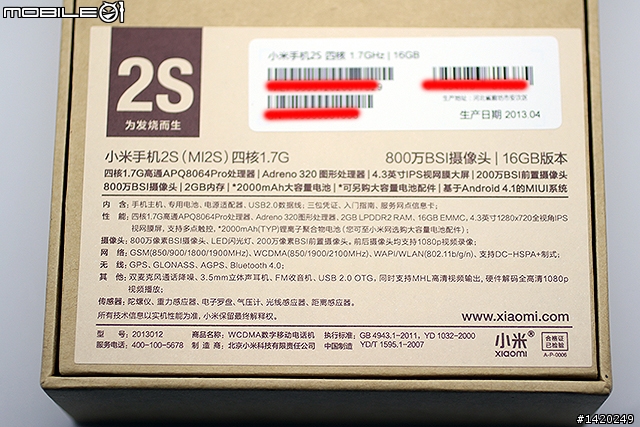 MOBILE01
2S
为发烧而生
小米手机2S 四核 1.7GHz | 16GB
生产地址：河北省廊坊市安次区
生产日期 2013.04
小米手机2S（MI2S）四核1.7G
800万BSI摄像头 | 16GB版本
四核1.7G高通APQ8064Pro处理器 | Adreno 320 图形处理器 | 4.3英寸IPS视网膜大屏 | 200万BSI前置摄像头
800万BSI摄像头 | 2GB内存 | *2000mAh大容量电池 | *可另购大容量电池配件 | 基于Android 4.1的MIUI系统
内 含：手机主机、专用电池、电源适配器、USB2.0数据线；三包凭证、入门指南、服务网点信息卡；
性 能：四核1.7G高通APQ8064Pro处理器，Adreno 320图形处理器，2GB LPDDR2 RAM，16GB EMMC，4.3英寸1280x720全视角IPS
视网膜屏，支持多点触控，*2000mAh(TYP)锂离子聚合物电池（您可至小米网选购大容量电池配件）；
摄像头：800万像素BSI摄像头、LED闪光灯、200万像素BSI前置摄像头，前后摄像头均支持1080p视频录像；
网 络：GSM(850/900/1800/1900MHz)、WCDMA(850/1900/2100MHz)、WAPI/WLAN(802.11b/g/n)、支持DC-HSPA+制式；
无 线：GPS、GLONASS、AGPS、Bluetooth 4.0；
其 他：双麦克风通话降噪、3.5mm立体声耳机、FM收音机、USB 2.0 OTG，同时支持MHL高清视频输出，硬件解码全高清1080p
视频播放；
传感器：陀螺仪、重力感应器、电子罗盘、气压计、光线感应器、距离感应器。
所有技术信息以实机性能为准，小米保留最终解释权。
www.xiaomi.com
型 号：2013012 商品名称：WCDMA数字移动电话机 执行标准：GB 4943.1-2011，YD 1032-2000
服务电话：400-100-5678 制 造 商：北京小米科技有限责任公司 中国制造 YD/T 1595.1-2007
小米®
xiaomi
合格证
已检验
A-P-0006
#1420249